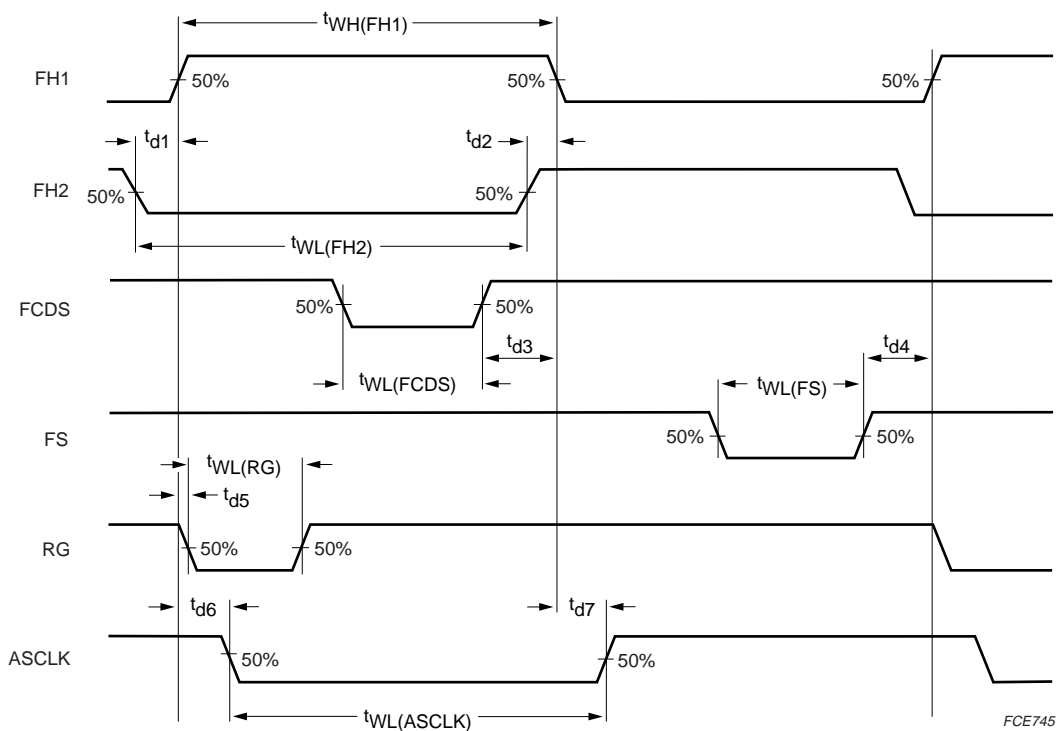 tWH(FH1)
FH1
50%
50%
50%
td1
td2
FH2
50%
50%
tWL(FH2)
FCDS
50%
50%
td3
td4
tWL(FCDS)
tWL(FS)
FS
50%
50%
tWL(RG)
td5
RG
50%
50%
td6
td7
ASCLK
50%
50%
tWL(ASCLK)
FCE745